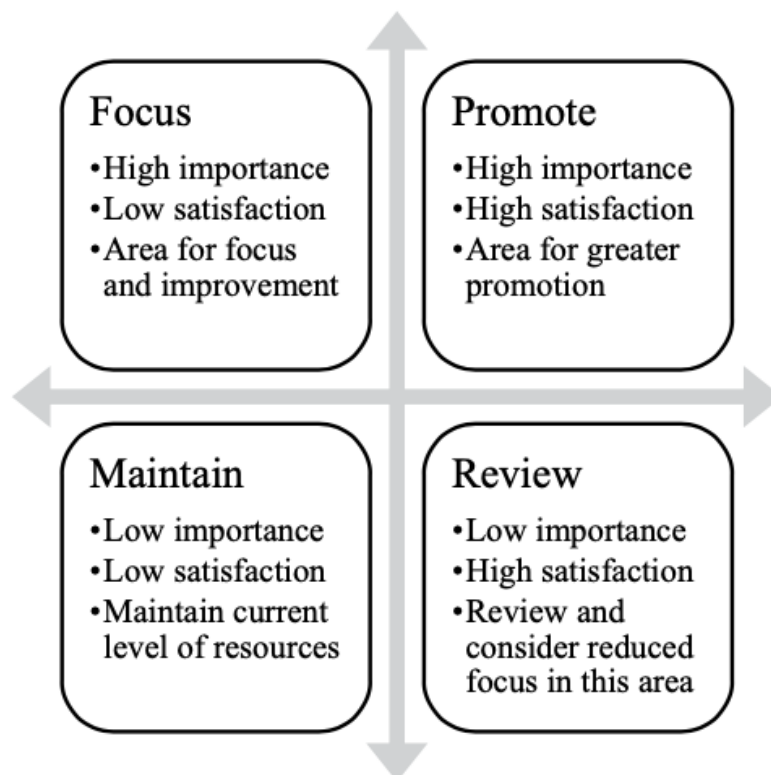 Focus
•High importance
•Low satisfaction
•Area for focus
and improvement
Promote
•High importance
•High satisfaction
•Area for greater
promotion
Maintain
•Low importance
•Low satisfaction
•Maintain current
level of resources
Review
•Low importance
•High satisfaction
•Review and
consider reduced
focus in this area